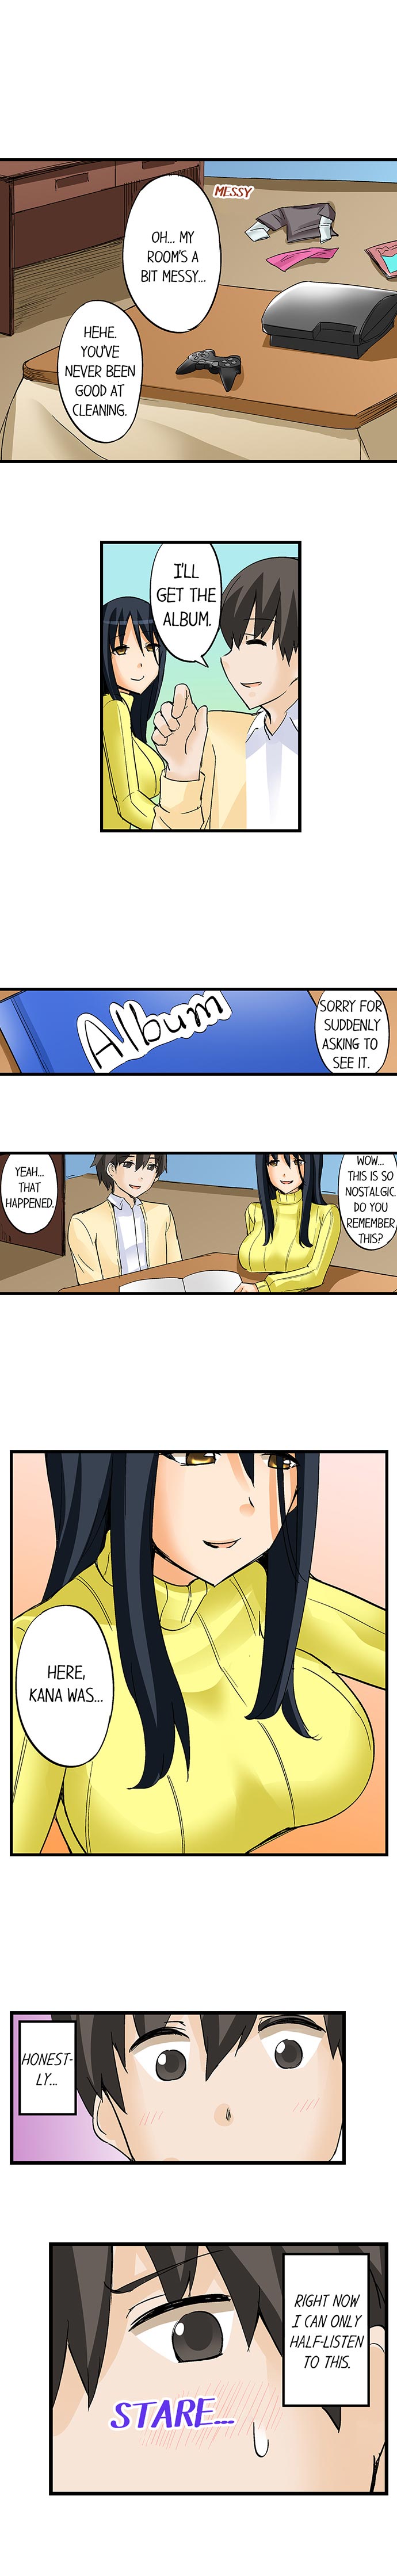 MESSY
OH... MY
ROOM'S A
BIT MESSY...
HEHE.
YOU'VE
NEVER BEEN
GOOD AT
CLEANING.
I'LL
GET THE
ALBUM.
Album
SORRY FOR
SUDDENLY
ASKING TO
SEE IT.
WOW...
THIS IS SO
NOSTALGIC.
DO YOU
REMEMBER
THIS?
YEAH...
THAT
HAPPENED.
HERE,
KANA WAS...
HONEST-
LY...
RIGHT NOW
I CAN ONLY
HALF-LISTEN
TO THIS.
STARE...